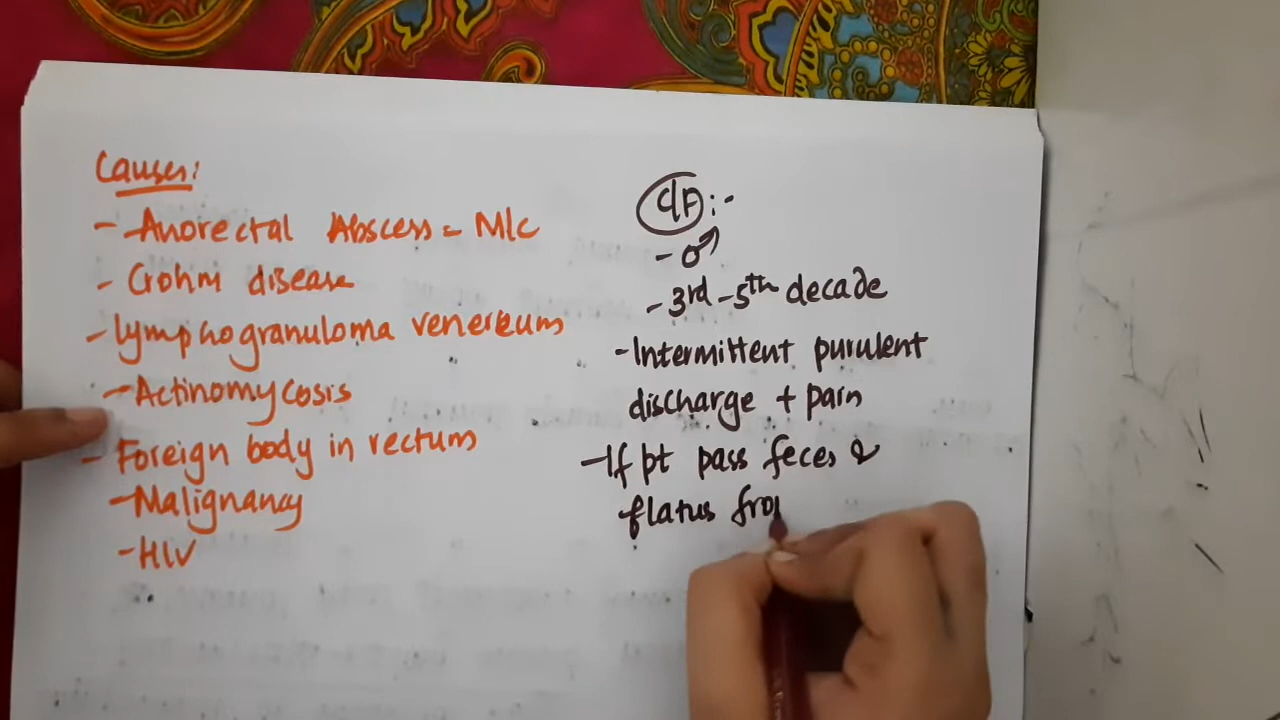 Causes:
- Anorectal Abscess = M/c
- Crohn disease
- lymphogranuloma venereum
- Actinomycosis
- Foreign body in rectum
- Malignancy
- HIV
C/F :-
- ♂
- 3rd - 5th decade
- Intermittent purulent
discharge + pain
- If pt pass feces &
flatus fro